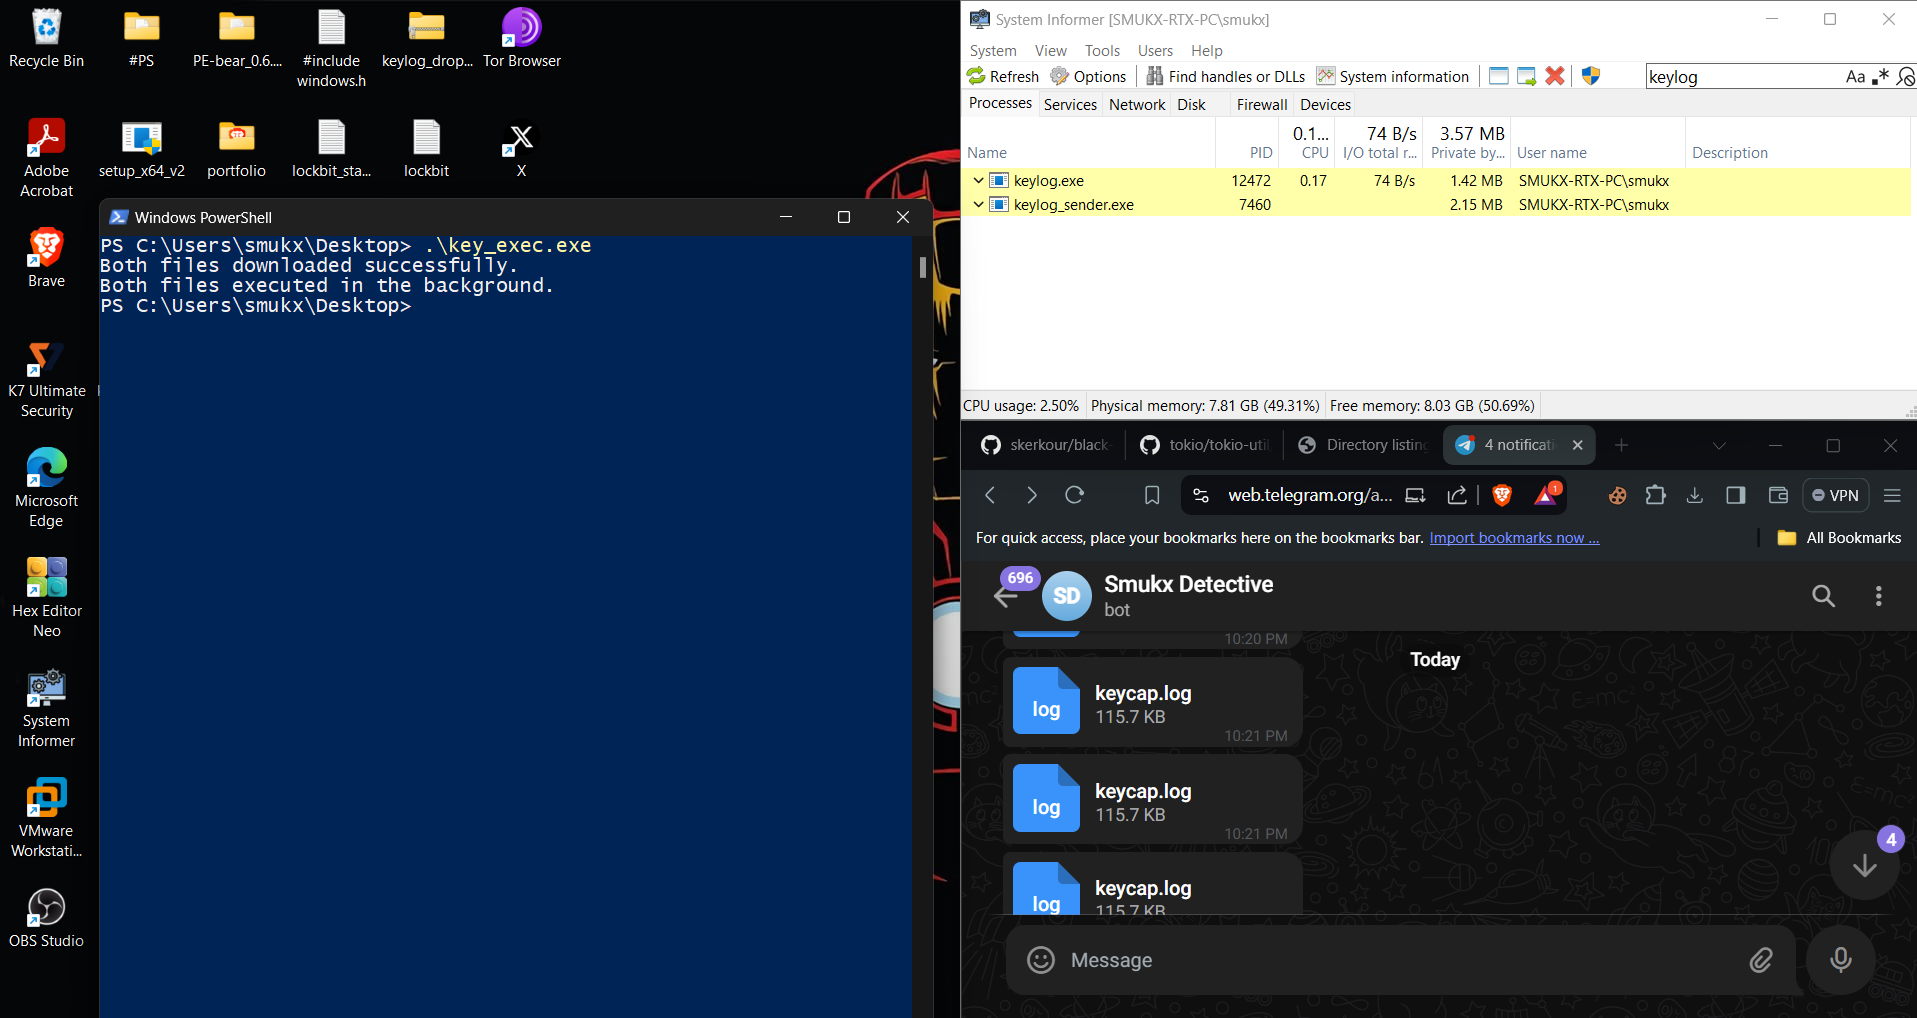 Recycle Bin
#PS
PE-bear_0.6....
#include
windows.h
keylog_drop...
Tor Browser
Adobe
Acrobat
setup_x64_v2
portfolio
lockbit_sta...
lockbit
X
Brave
K7 Ultimate
Security
Microsoft
Edge
Hex Editor
Neo
System
Informer
VMware
Workstati...
OBS Studio
Windows PowerShell
PS C:\Users\smukx\Desktop> .\key_exec.exe
Both files downloaded successfully.
Both files executed in the background.
PS C:\Users\smukx\Desktop>
System Informer [SMUKX-RTX-PC\smukx]
System View Tools Users Help
Refresh Options Find handles or DLLs System information keylog Aa .*
Processes Services Network Disk Firewall Devices
0.1... 74 B/s 3.57 MB
Name PID CPU I/O total r... Private by... User name Description
keylog.exe 12472 0.17 74 B/s 1.42 MB SMUKX-RTX-PC\smukx
keylog_sender.exe 7460 2.15 MB SMUKX-RTX-PC\smukx
CPU usage: 2.50% Physical memory: 7.81 GB (49.31%) Free memory: 8.03 GB (50.69%)
skerkour/black- tokio/tokio-util Directory listing 4 notificati
web.telegram.org/a... 1 VPN
For quick access, place your bookmarks here on the bookmarks bar. Import bookmarks now ... All Bookmarks
696
SD
Smukx Detective
bot
10:20 PM
Today
log
keycap.log
115.7 KB
10:21 PM
log
keycap.log
115.7 KB
10:21 PM
4
log
keycap.log
115.7 KB
Message